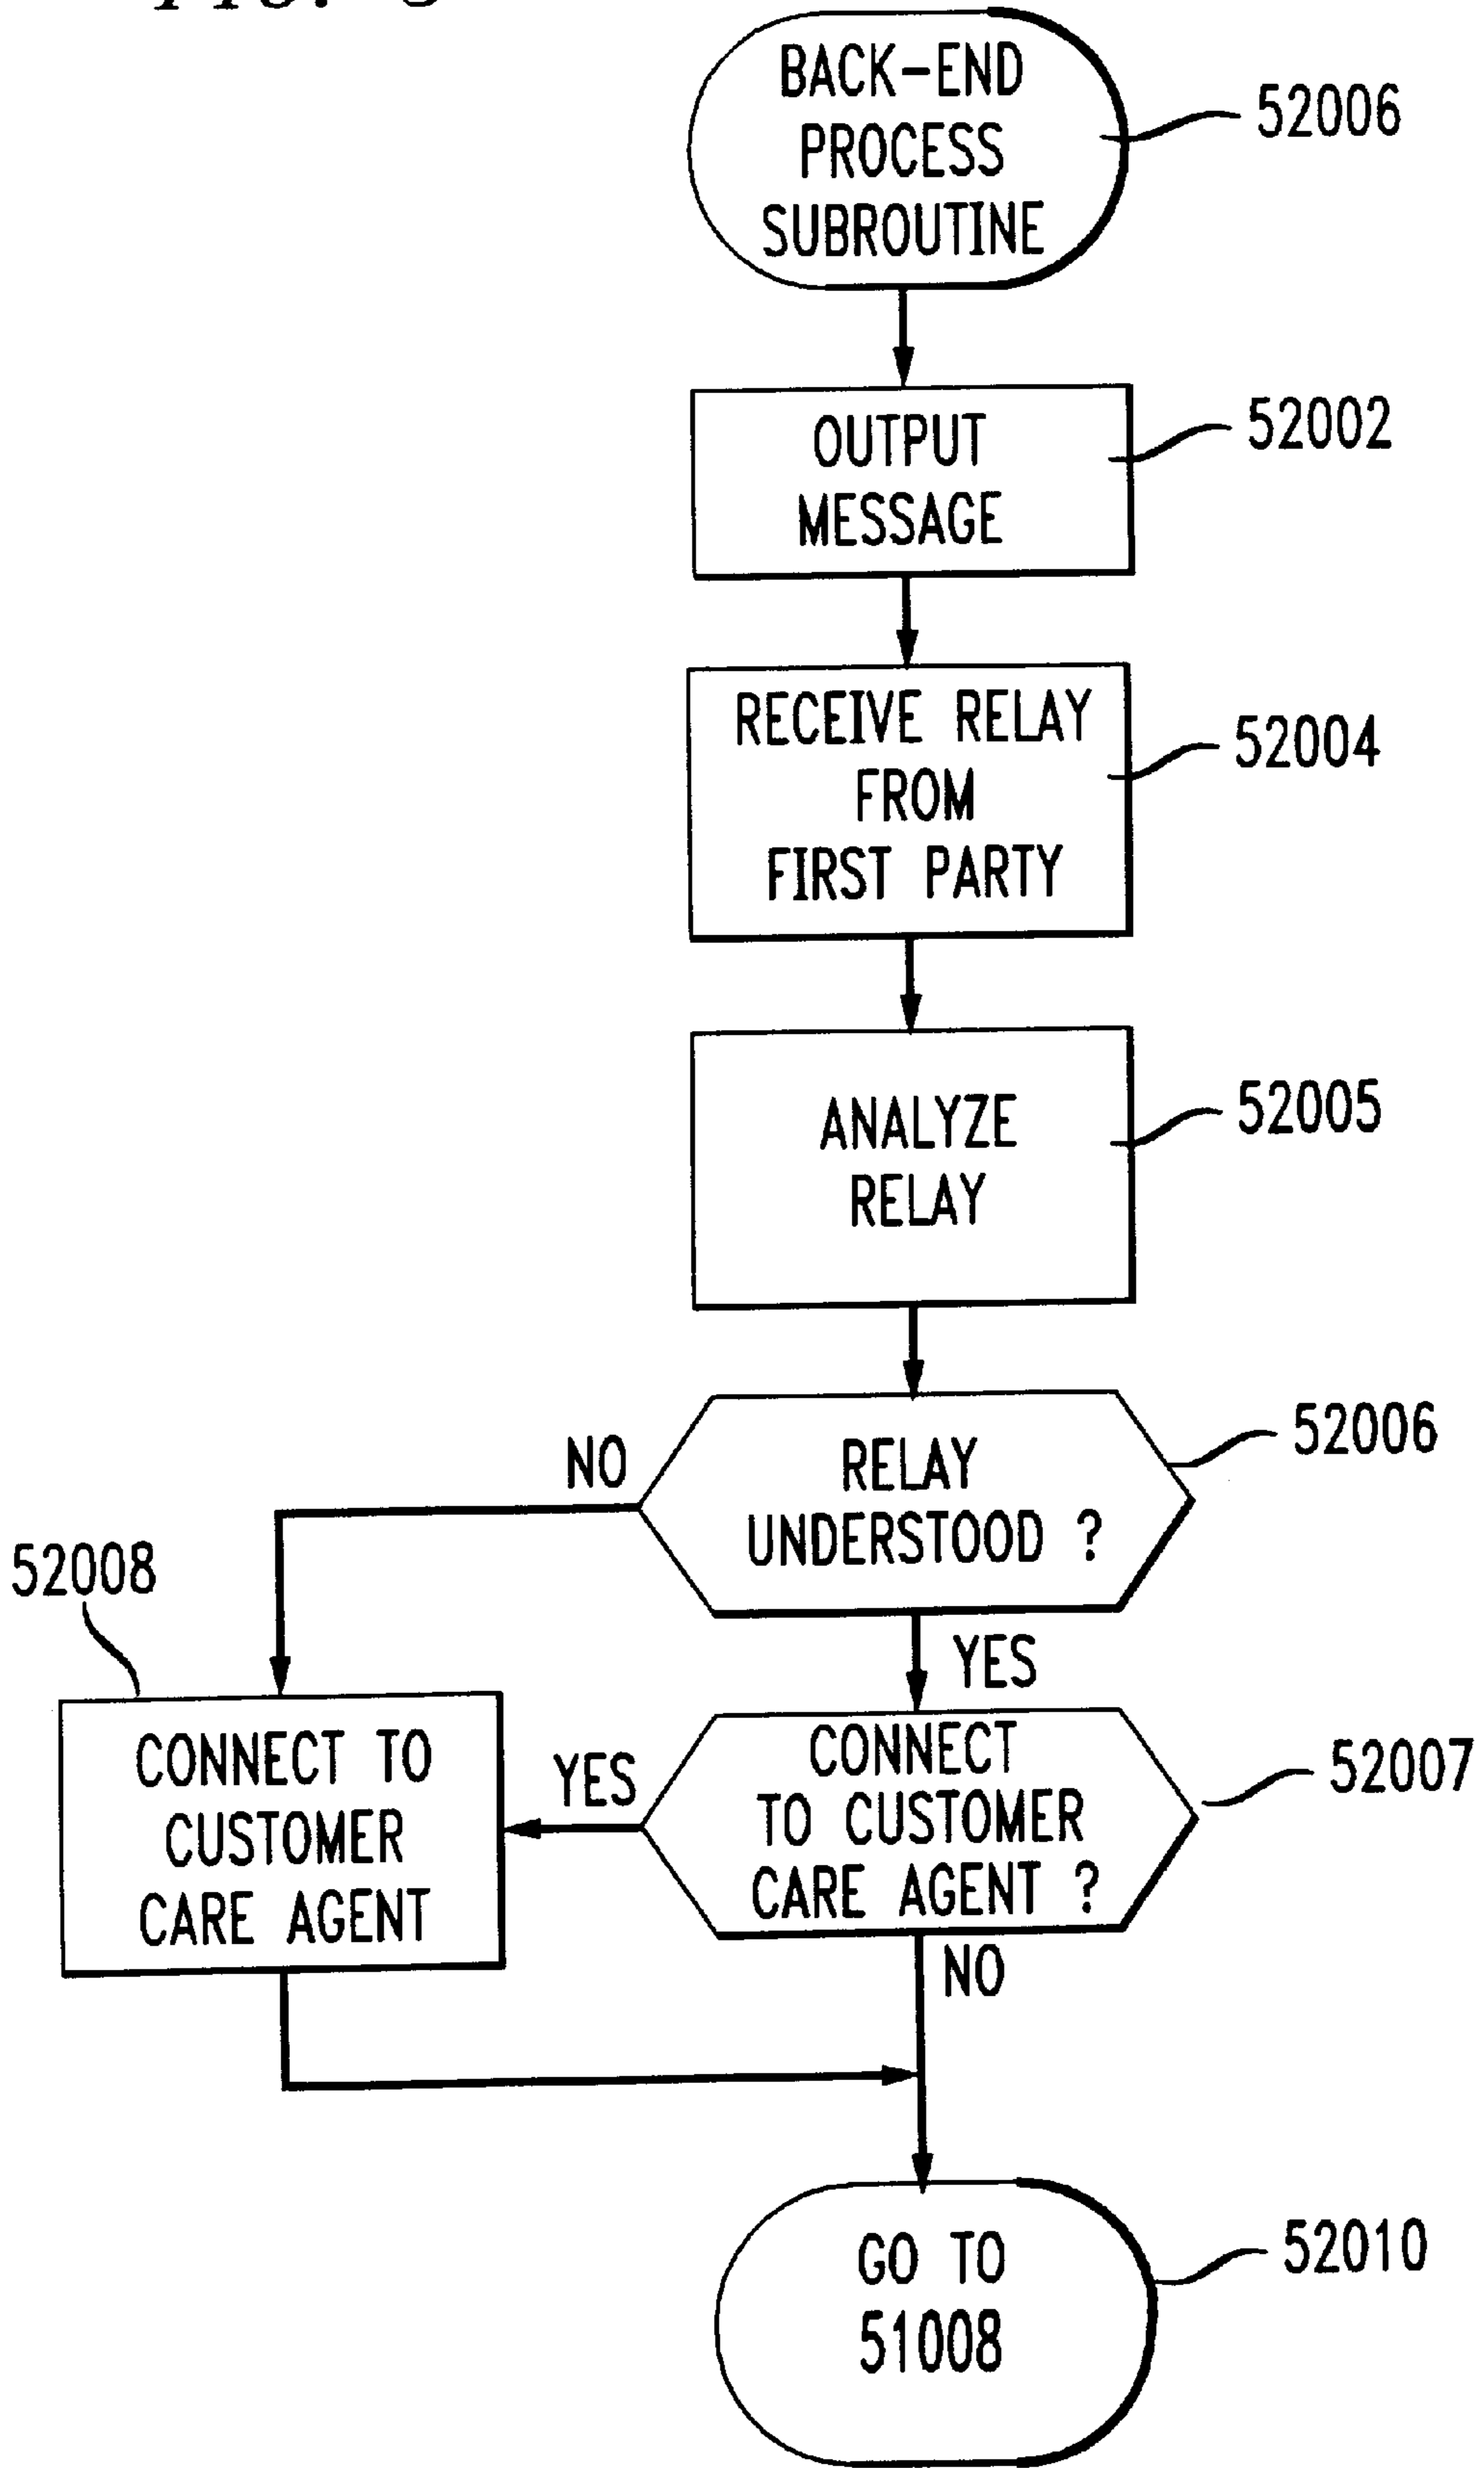 BACK-END
PROCESS
SUBROUTINE
52006
OUTPUT
MESSAGE
52002
RECEIVE RELAY
FROM
FIRST PARTY
52004
ANALYZE
RELAY
52005
RELAY
UNDERSTOOD ?
52006
NO
YES
52008
CONNECT TO
CUSTOMER
CARE AGENT
YES
CONNECT
TO CUSTOMER
CARE AGENT ?
52007
NO
GO TO
51008
52010